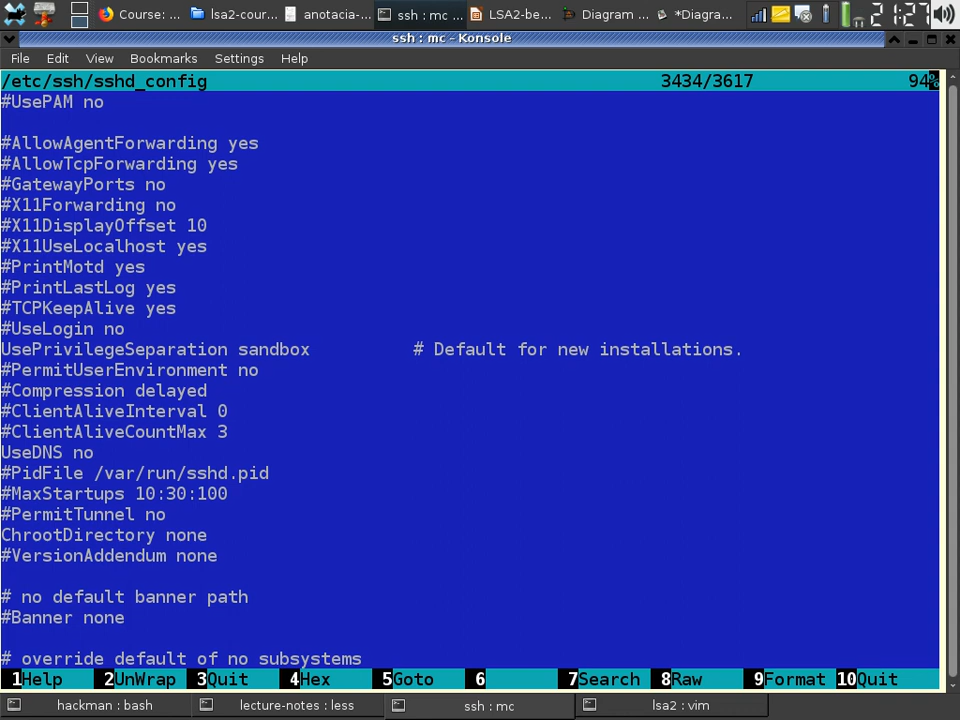 Course: ...
lsa2-cour...
anotacia-...
ssh : mc ...
LSA2-be...
Diagram ...
*Diagra...
21:27
ssh : mc - Konsole
File Edit View Bookmarks Settings Help
/etc/ssh/sshd_config 3434/3617 94%
#UsePAM no
#AllowAgentForwarding yes
#AllowTcpForwarding yes
#GatewayPorts no
#X11Forwarding no
#X11DisplayOffset 10
#X11UseLocalhost yes
#PrintMotd yes
#PrintLastLog yes
#TCPKeepAlive yes
#UseLogin no
UsePrivilegeSeparation sandbox # Default for new installations.
#PermitUserEnvironment no
#Compression delayed
#ClientAliveInterval 0
#ClientAliveCountMax 3
UseDNS no
#PidFile /var/run/sshd.pid
#MaxStartups 10:30:100
#PermitTunnel no
ChrootDirectory none
#VersionAddendum none
# no default banner path
#Banner none
# override default of no subsystems
1Help 2UnWrap 3Quit 4Hex 5Goto 6 7Search 8Raw 9Format 10Quit
hackman : bash
lecture-notes : less
ssh : mc
lsa2 : vim